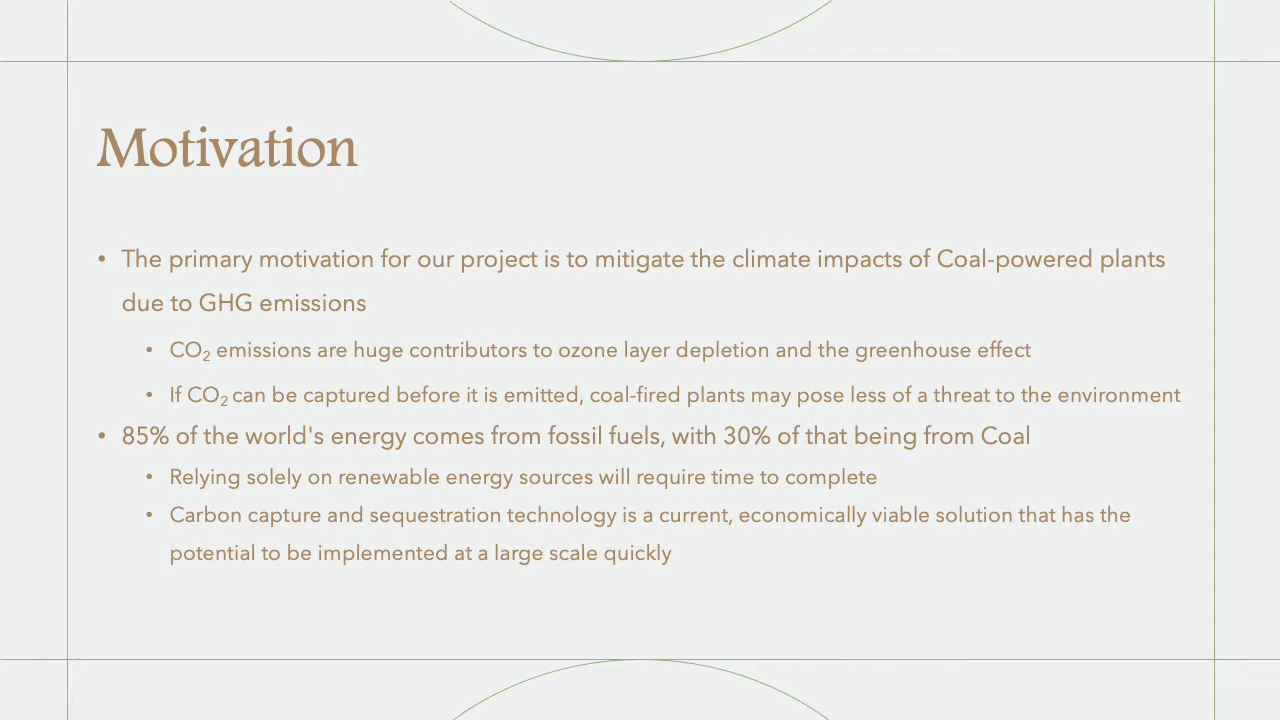 Motivation
• The primary motivation for our project is to mitigate the climate impacts of Coal-powered plants
due to GHG emissions
• CO₂ emissions are huge contributors to ozone layer depletion and the greenhouse effect
• If CO₂ can be captured before it is emitted, coal-fired plants may pose less of a threat to the environment
• 85% of the world's energy comes from fossil fuels, with 30% of that being from Coal
• Relying solely on renewable energy sources will require time to complete
• Carbon capture and sequestration technology is a current, economically viable solution that has the
potential to be implemented at a large scale quickly